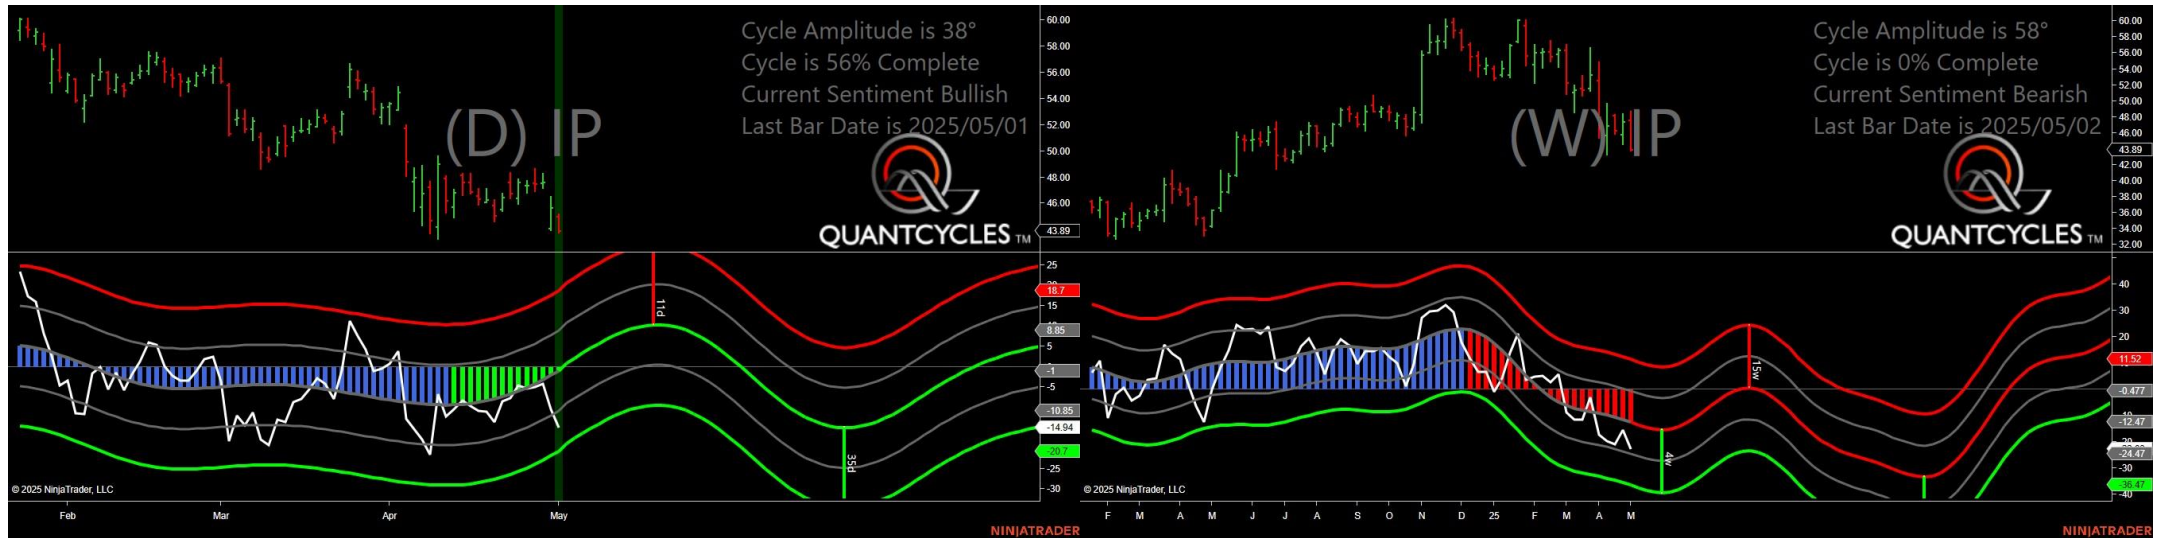 Cycle Amplitude is 38°
Cycle is 56% Complete
Current Sentiment Bullish
Last Bar Date is 2025/05/01
(D) IP
QUANTCYCLES TM
60.00
58.00
56.00
54.00
52.00
50.00
48.00
46.00
43.89
25
18.7
15
8.85
5
-1
-5
-10.85
-14.94
-20.7
-25
-30
11d
35d
© 2025 NinjaTrader, LLC
Feb
Mar
Apr
May
NINJATRADER
Cycle Amplitude is 58°
Cycle is 0% Complete
Current Sentiment Bearish
Last Bar Date is 2025/05/02
(W) IP
QUANTCYCLES TM
60.00
58.00
56.00
54.00
52.00
50.00
48.00
46.00
43.89
42.00
40.00
38.00
36.00
34.00
32.00
40
30
20
11.52
-0.477
-12.47
-24.47
-30
-36.47
-40
15w
4w
© 2025 NinjaTrader, LLC
F
M
A
M
J
J
A
S
O
N
D
25
F
M
A
M
NINJATRADER